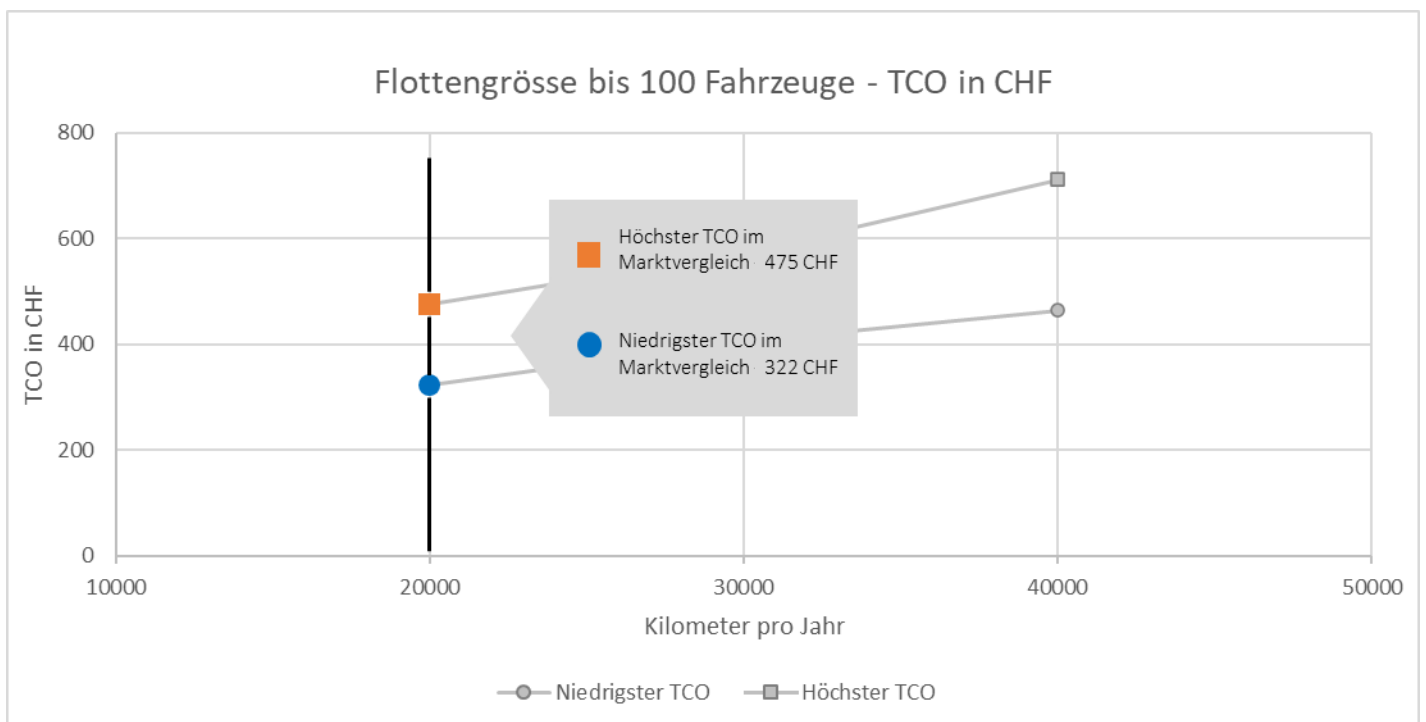 Flottengrösse bis 100 Fahrzeuge - TCO in CHF
800
600
400
200
0
TCO in CHF
Höchster TCO im
Marktvergleich 475 CHF
Niedrigster TCO im
Marktvergleich 322 CHF
10000
20000
30000
40000
50000
Kilometer pro Jahr
Niedrigster TCO
Höchster TCO